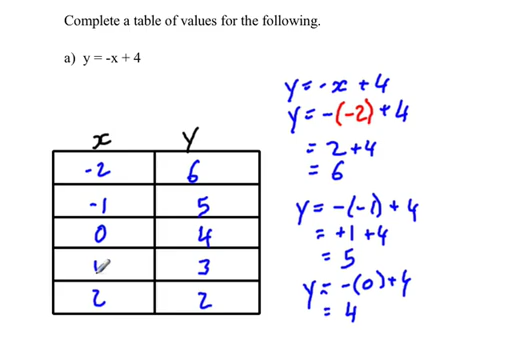 Complete a table of values for the following.
a) y = -x + 4
x y
-2 6
-1 5
0 4
1 3
2 2
y = -x + 4
y = -(-2) + 4
= 2 + 4
= 6
y = -(-1) + 4
= +1 + 4
= 5
y = -(0) + 4
= 4